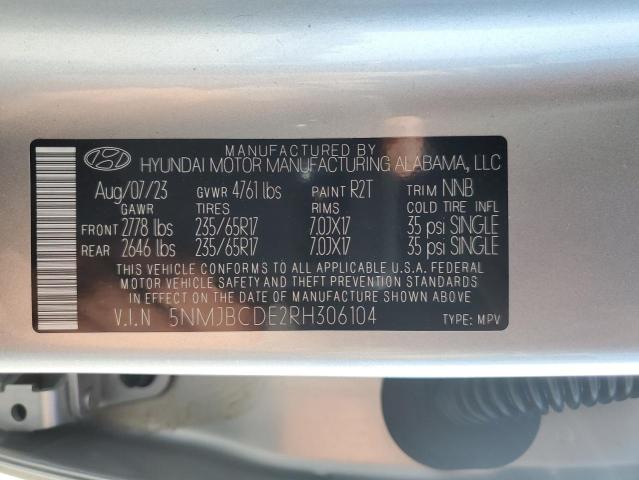 MANUFACTURED BY
HYUNDAI MOTOR MANUFACTURING ALABAMA, LLC
Aug/07/23 GVWR 4761 lbs PAINT R2T TRIM NNB
GAWR TIRES RIMS COLD TIRE INFL
FRONT 2778 lbs 235/65R17 7.0JX17 35 psi SINGLE
REAR 2646 lbs 235/65R17 7.0JX17 35 psi SINGLE
THIS VEHICLE CONFORMS TO ALL APPLICABLE U.S.A. FEDERAL
MOTOR VEHICLE SAFETY AND THEFT PREVENTION
STANDARDS IN EFFECT ON THE DATE OF MANUFACTURE SHOWN ABOVE.
V.I.N 5NMJBCDE2RH306104 TYPE: MPV